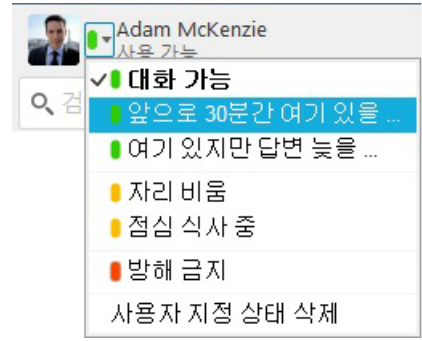 Adam McKenzie
사용 가능
검
대화 가능
앞으로 30분간 여기 있을 ...
여기 있지만 답변 늦을 ...
자리 비움
점심 식사 중
방해 금지
사용자 지정 상태 삭제